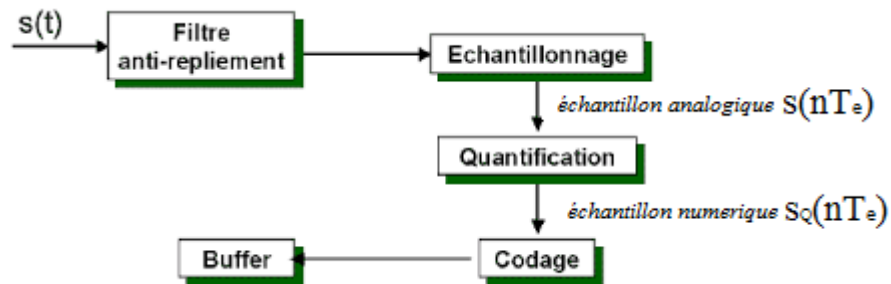 s(t)
Filtre
anti-repliement
Echantillonnage
échantillon analogique s(nTe)
Quantification
échantillon numerique sQ(nTe)
Buffer
Codage